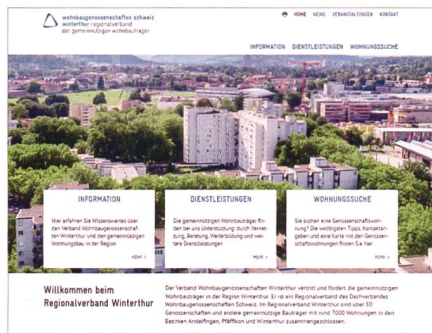 wohnbaugenossenschaften schweiz
winterthur regionalverband
der gemeinnützigen wohnbauträger
HOME NEWS VERANSTALTUNGEN KONTAKT
INFORMATION DIENSTLEISTUNGEN WOHNUNGSSUCHE
INFORMATION
Hier erfahren Sie Wissenswertes über
den Verband Wohnbaugenossenschaf-
ten Winterthur und den gemeinnützigen
Wohnungsbau in der Region
MEHR >
DIENSTLEISTUNGEN
Die gemeinnützigen Wohnbauträger fin-
den bei uns Unterstützung: durch Vernet-
zung, Beratung, Weiterbildung und wei-
tere Dienstleistungen.
MEHR >
WOHNUNGSSUCHE
Sie suchen eine Genossenschaftswoh-
nung? Die wichtigsten Tipps, Kontaktan-
gaben und eine Karte mit den Genossen-
schaftswohnungen finden Sie hier.
MEHR >
Willkommen beim
Regionalverband Winterthur
Der Verband Wohnbaugenossenschaften Winterthur vertritt und fördert die gemeinnützigen
Wohnbauträger in der Region Winterthur. Er ist ein Regionalverband des Dachverbandes
Wohnbaugenossenschaften Schweiz. Im Regionalverband Winterthur sind über 50
Genossenschaften und andere gemeinnützige Bauträger mit rund 7000 Wohnungen in den
Bezirken Andelfingen, Pfäffikon und Winterthur zusammengeschlossen.